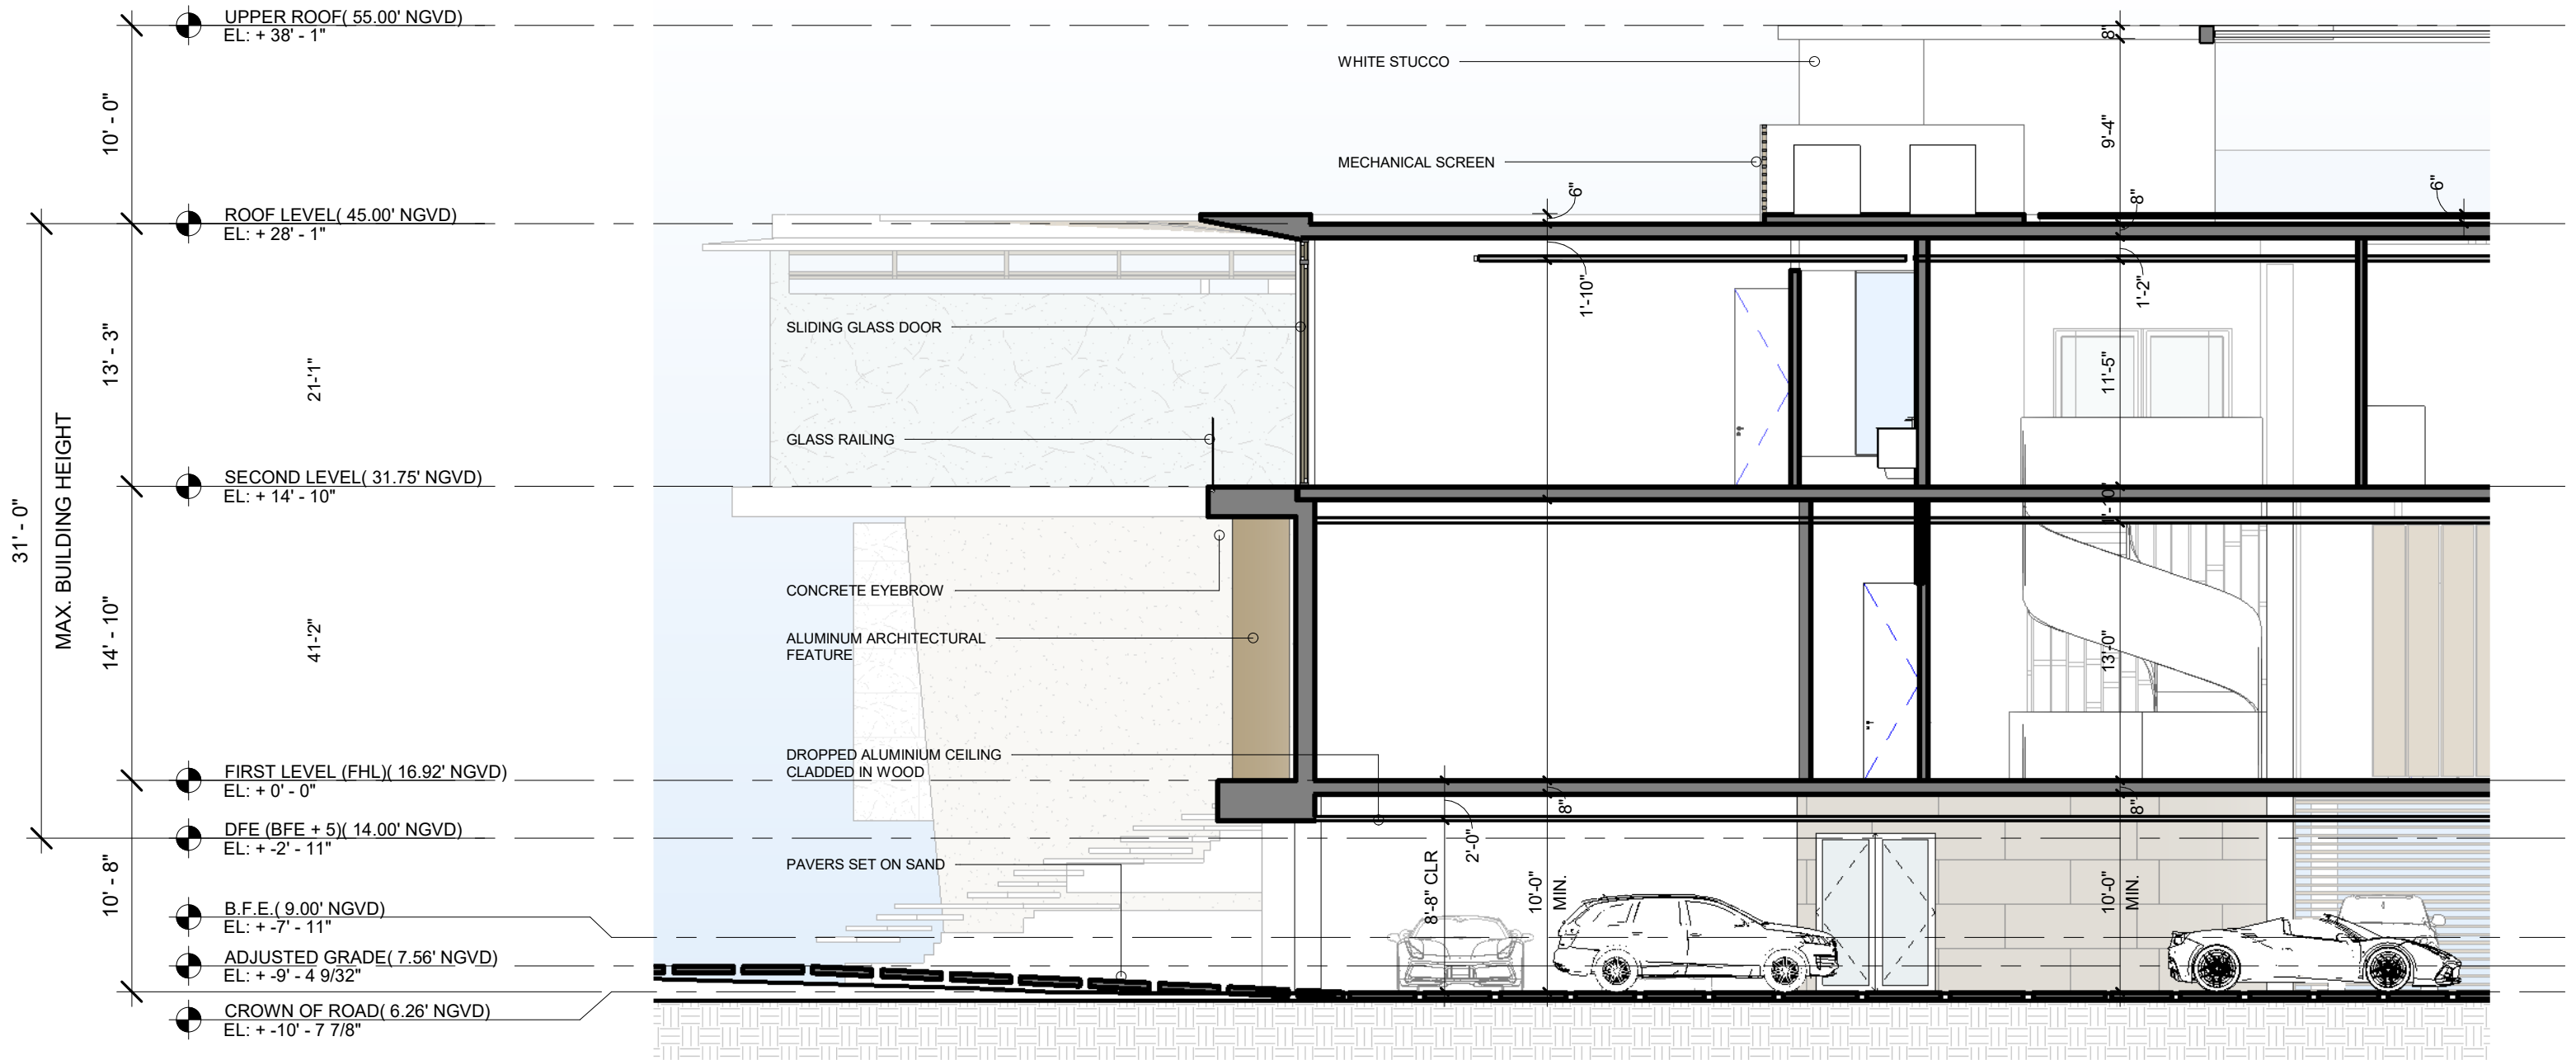 UPPER ROOF( 55.00' NGVD)
EL: + 38' - 1"
10' - 0"
WHITE STUCCO
8"
MECHANICAL SCREEN
9'-4"
ROOF LEVEL( 45.00' NGVD)
EL: + 28' - 1"
6"
8"
6"
1'-10"
1'-2"
13' - 3"
21-'1"
SLIDING GLASS DOOR
11'-5"
GLASS RAILING
SECOND LEVEL( 31.75' NGVD)
EL: + 14' - 10"
1'-10"
31' - 0"
MAX. BUILDING HEIGHT
14' - 10"
41-'2"
CONCRETE EYEBROW
ALUMINUM ARCHITECTURAL
FEATURE
13'-0"
DROPPED ALUMINIUM CEILING
CLADDED IN WOOD
FIRST LEVEL (FHL)( 16.92' NGVD)
EL: + 0' - 0"
8"
8"
2'-0"
DFE (BFE + 5)( 14.00' NGVD)
EL: + -2' - 11"
10' - 8"
PAVERS SET ON SAND
8'-8" CLR
10'-0"
MIN.
10'-0"
MIN.
B.F.E.( 9.00' NGVD)
EL: + -7' - 11"
ADJUSTED GRADE( 7.56' NGVD)
EL: + -9' - 4 9/32"
CROWN OF ROAD( 6.26' NGVD)
EL: + -10' - 7 7/8"